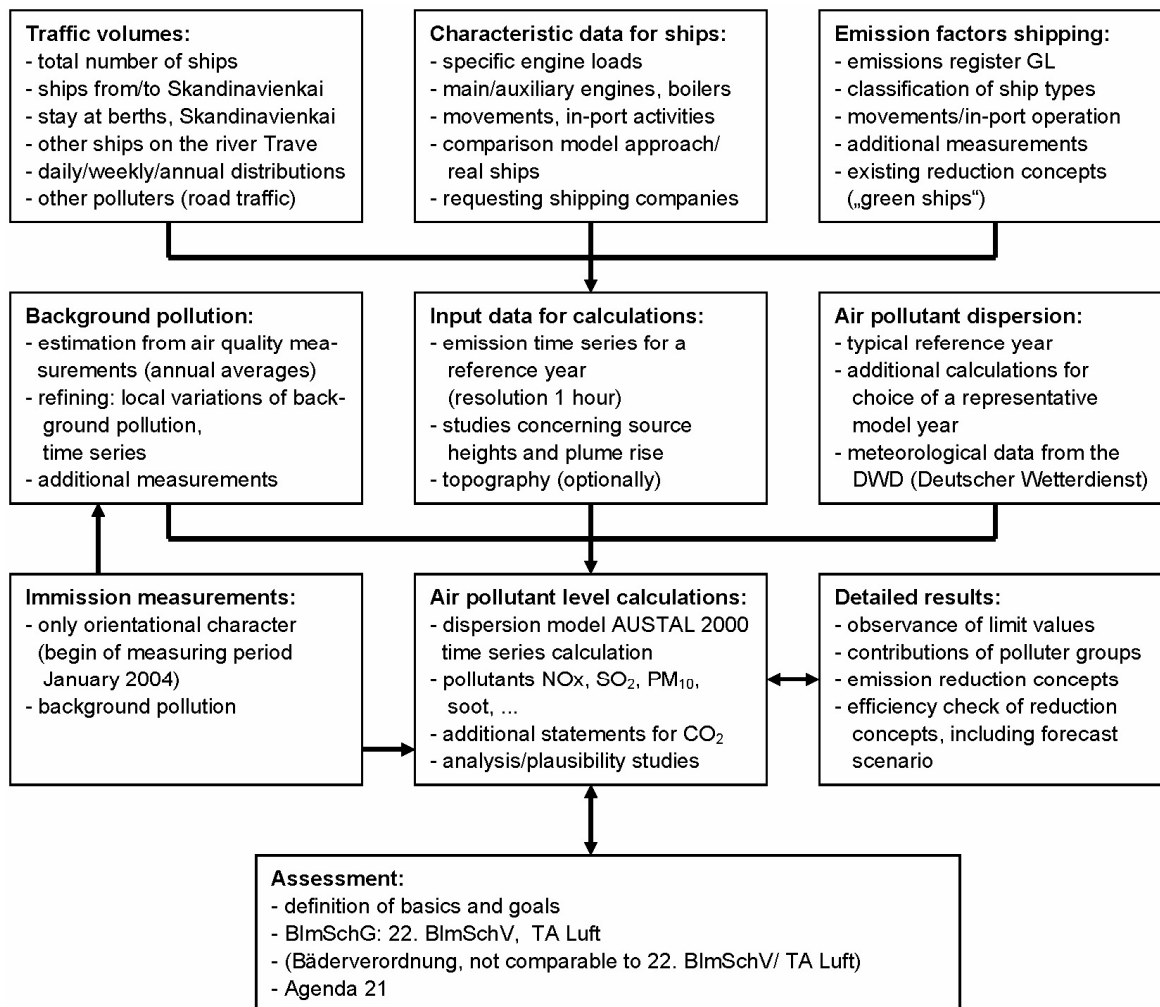 Traffic volumes:
- total number of ships
- ships from/to Skandinavienkai
- stay at berths, Skandinavienkai
- other ships on the river Trave
- daily/weekly/annual distributions
- other polluters (road traffic)
Characteristic data for ships:
- specific engine loads
- main/auxiliary engines, boilers
- movements, in-port activities
- comparison model approach/
real ships
- requesting shipping companies
Emission factors shipping:
- emissions register GL
- classification of ship types
- movements/in-port operation
- additional measurements
- existing reduction concepts
(„green ships“)
Background pollution:
- estimation from air quality mea-
surements (annual averages)
- refining: local variations of back-
ground pollution,
time series
- additional measurements
Input data for calculations:
- emission time series for a
reference year
(resolution 1 hour)
- studies concerning source
heights and plume rise
- topography (optionally)
Air pollutant dispersion:
- typical reference year
- additional calculations for
choice of a representative
model year
- meteorological data from the
DWD (Deutscher Wetterdienst)
Immission measurements:
- only orientational character
(begin of measuring period
January 2004)
- background pollution
Air pollutant level calculations:
- dispersion model AUSTAL 2000
time series calculation
- pollutants NOx, SO₂, PM₁₀,
soot, ...
- additional statements for CO₂
- analysis/plausibility studies
Detailed results:
- observance of limit values
- contributions of polluter groups
- emission reduction concepts
- efficiency check of reduction
concepts, including forecast
scenario
Assessment:
- definition of basics and goals
- BImSchG: 22. BImSchV, TA Luft
- (Bäderverordnung, not comparable to 22. BImSchV/ TA Luft)
- Agenda 21